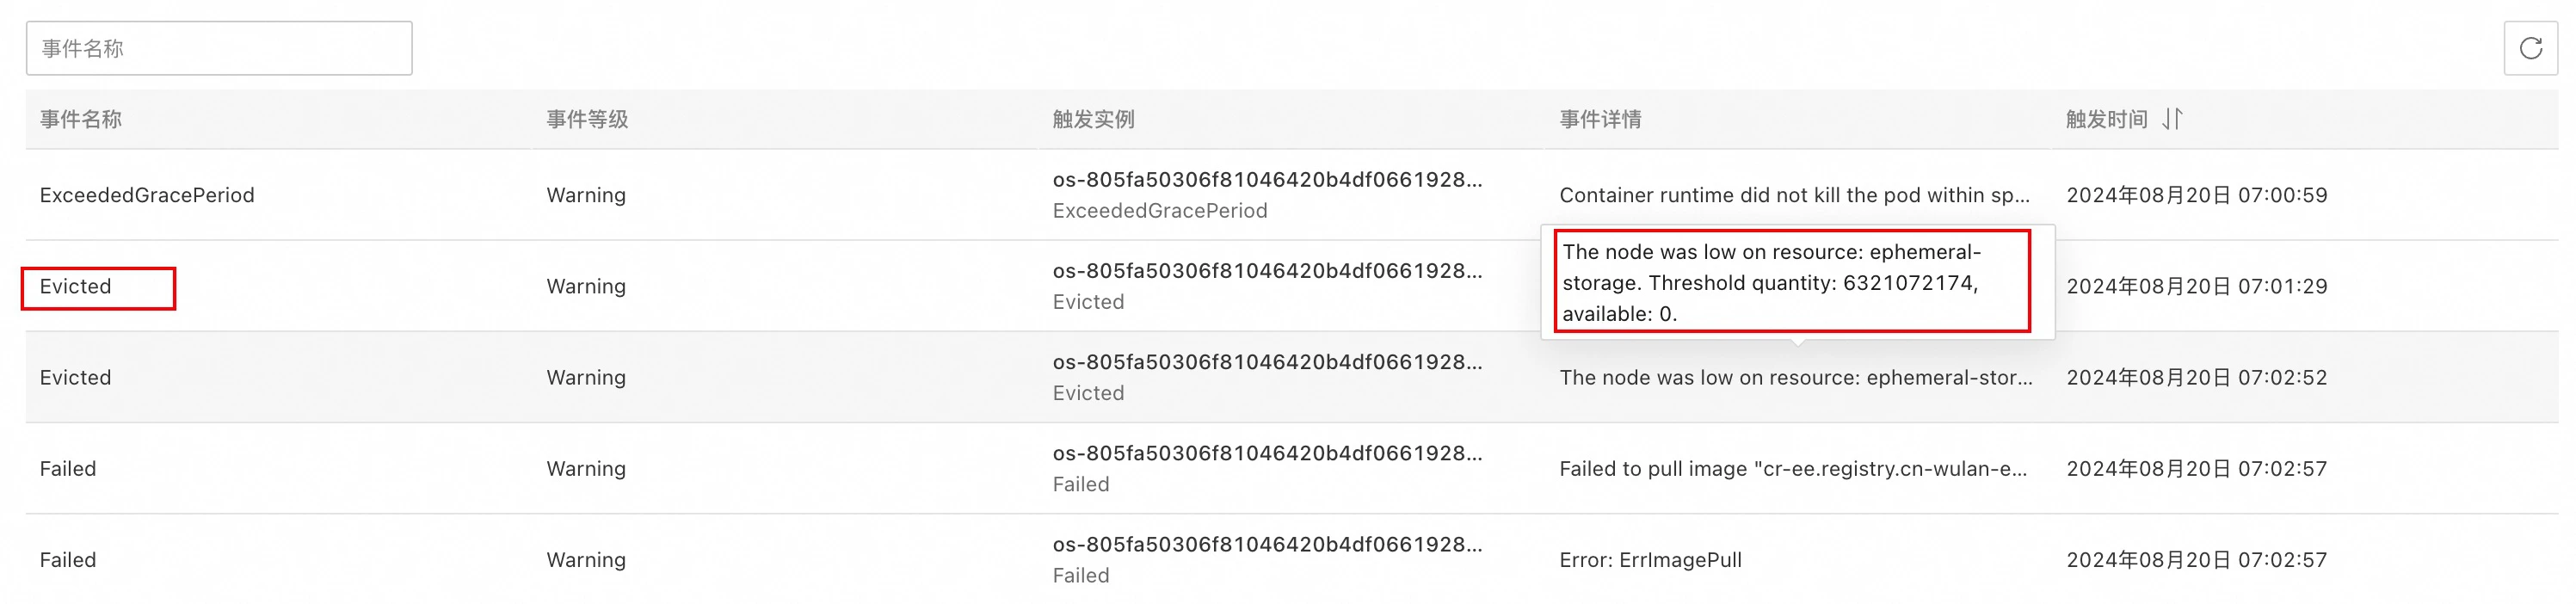 事件名称
事件名称
事件等级
触发实例
事件详情
触发时间
ExceededGracePeriod
Warning
os-805fa50306f81046420b4df0661928...
ExceededGracePeriod
Container runtime did not kill the pod within sp...
2024年08月20日 07:00:59
Evicted
Warning
os-805fa50306f81046420b4df0661928...
Evicted
The node was low on resource: ephemeral-
storage. Threshold quantity: 6321072174,
available: 0.
2024年08月20日 07:01:29
Evicted
Warning
os-805fa50306f81046420b4df0661928...
Evicted
The node was low on resource: ephemeral-stor...
2024年08月20日 07:02:52
Failed
Warning
os-805fa50306f81046420b4df0661928...
Failed
Failed to pull image "cr-ee.registry.cn-wulan-e...
2024年08月20日 07:02:57
Failed
Warning
os-805fa50306f81046420b4df0661928...
Failed
Error: ErrImagePull
2024年08月20日 07:02:57